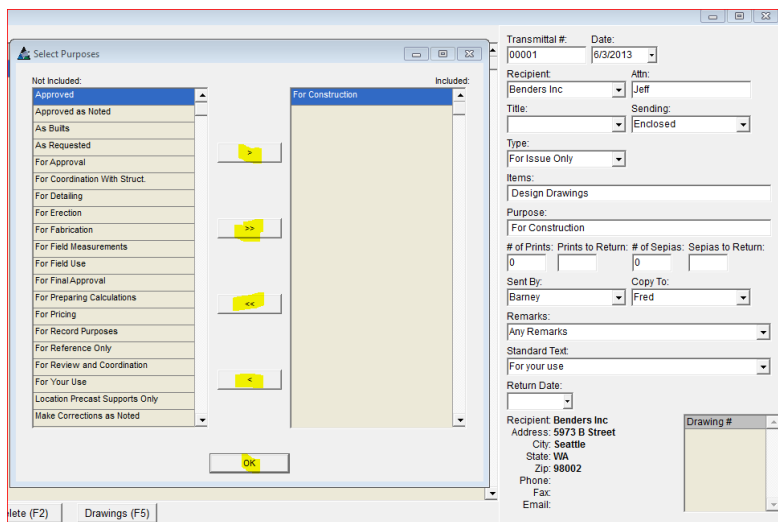 Select Purposes
Not Included:
Included:
Approved
Approved as Noted
As Builts
As Requested
For Approval
For Coordination With Struct.
For Detailing
For Erection
For Fabrication
For Field Measurements
For Field Use
For Final Approval
For Preparing Calculations
For Pricing
For Record Purposes
For Reference Only
For Review and Coordination
For Your Use
Location Precast Supports Only
Make Corrections as Noted
>
>>
<<
<
For Construction
OK
lete (F2) Drawings (F5)
Transmittal #: Date:
00001 6/3/2013
Recipient: Attn:
Benders Inc Jeff
Title: Sending:
Enclosed
Type:
For Issue Only
Items:
Design Drawings
Purpose:
For Construction
# of Prints: Prints to Return: # of Sepias: Sepias to Return:
0 0
Sent By: Copy To:
Barney Fred
Remarks:
Any Remarks
Standard Text:
For your use
Return Date:
Recipient: Benders Inc
Address: 5973 B Street
City: Seattle
State: WA
Zip: 98002
Phone:
Fax:
Email:
Drawing #